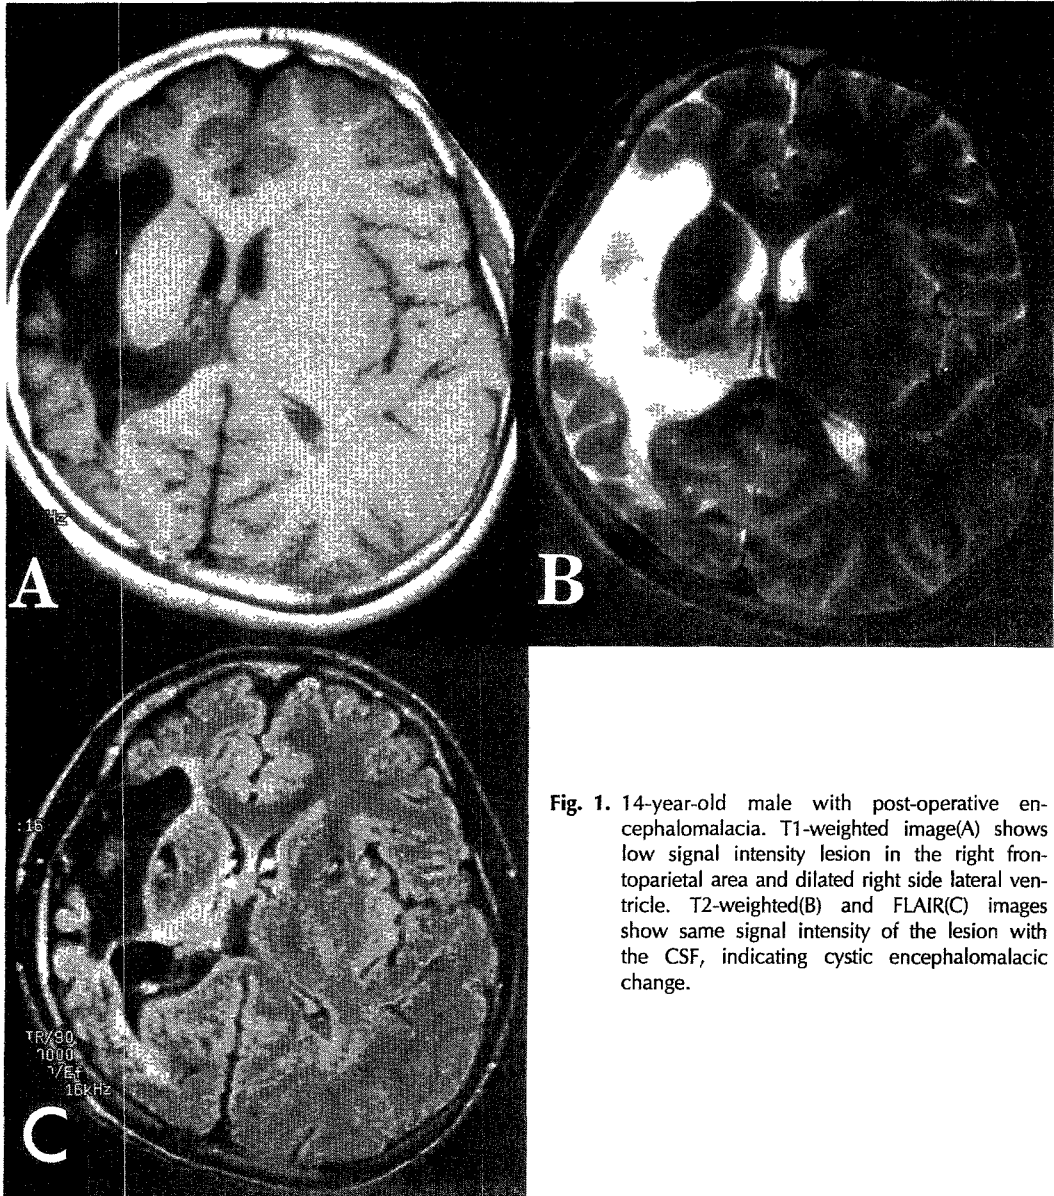 Hz
A
B
:16
TR/90
1000
/Ef
16kHz
C
Fig. 1. 14-year-old male with post-operative en-
cephalomalacia. T1-weighted image(A) shows
low signal intensity lesion in the right fron-
toparietal area and dilated right side lateral ven-
tricle. T2-weighted(B) and FLAIR(C) images
show same signal intensity of the lesion with
the CSF, indicating cystic encephalomalacic
change.